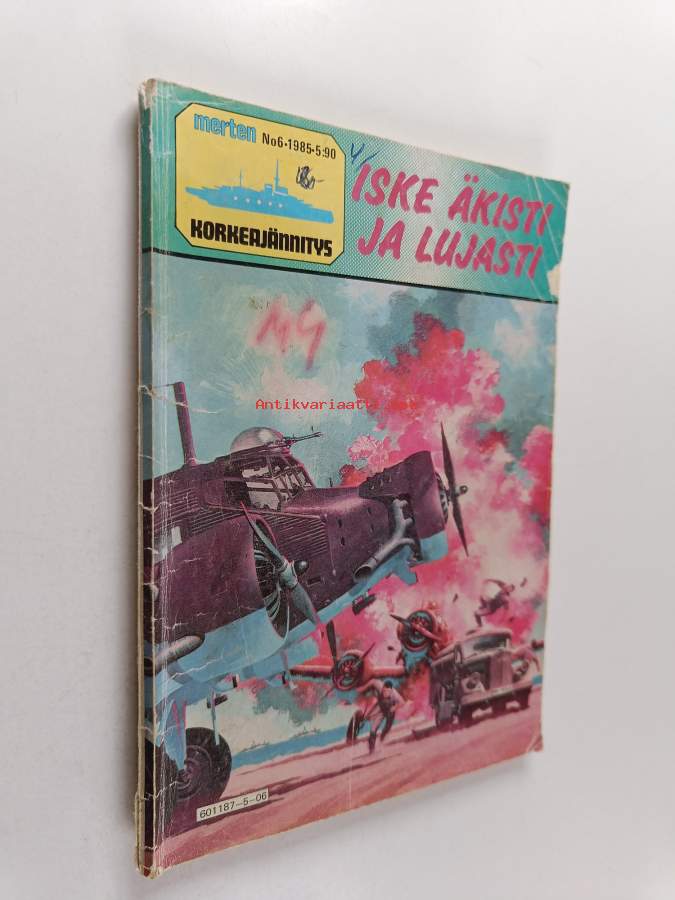 merten No6•1985•5:90
KORKEAJÄNNITYS
ISKE ÄKISTI
JA LUJASTI
Antikvariaatti.net
601187-5-06